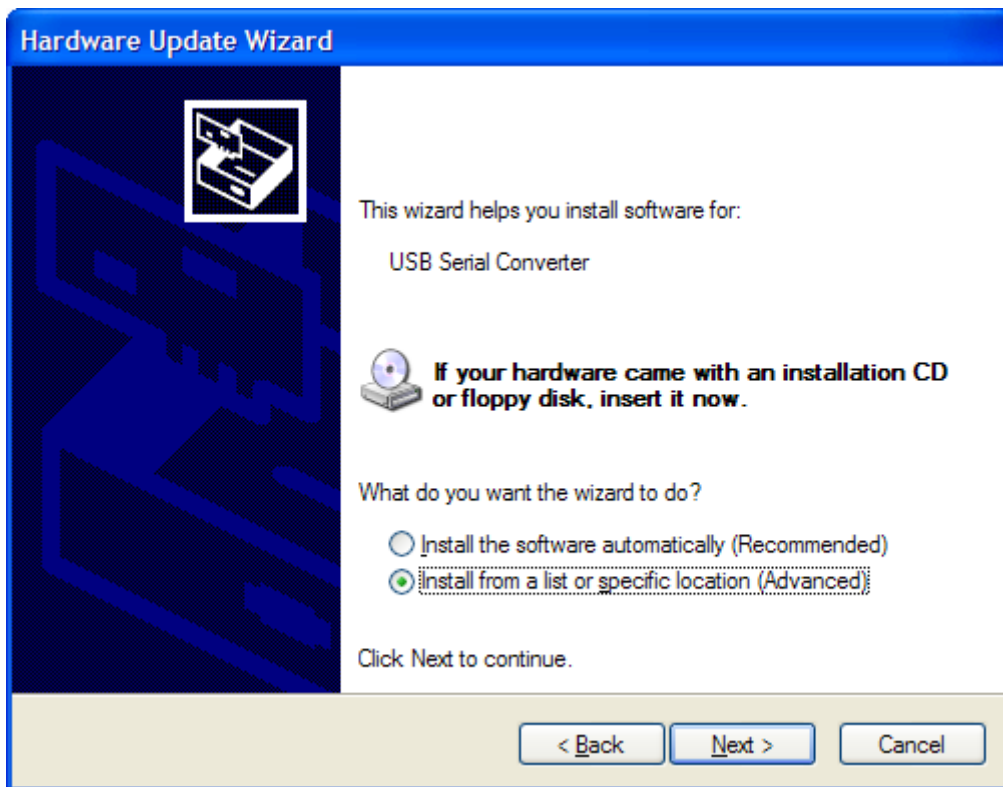 Hardware Update Wizard
This wizard helps you install software for:
USB Serial Converter
If your hardware came with an installation CD
or floppy disk, insert it now.
What do you want the wizard to do?
Install the software automatically (Recommended)
Install from a list or specific location (Advanced)
Click Next to continue.
< Back Next > Cancel